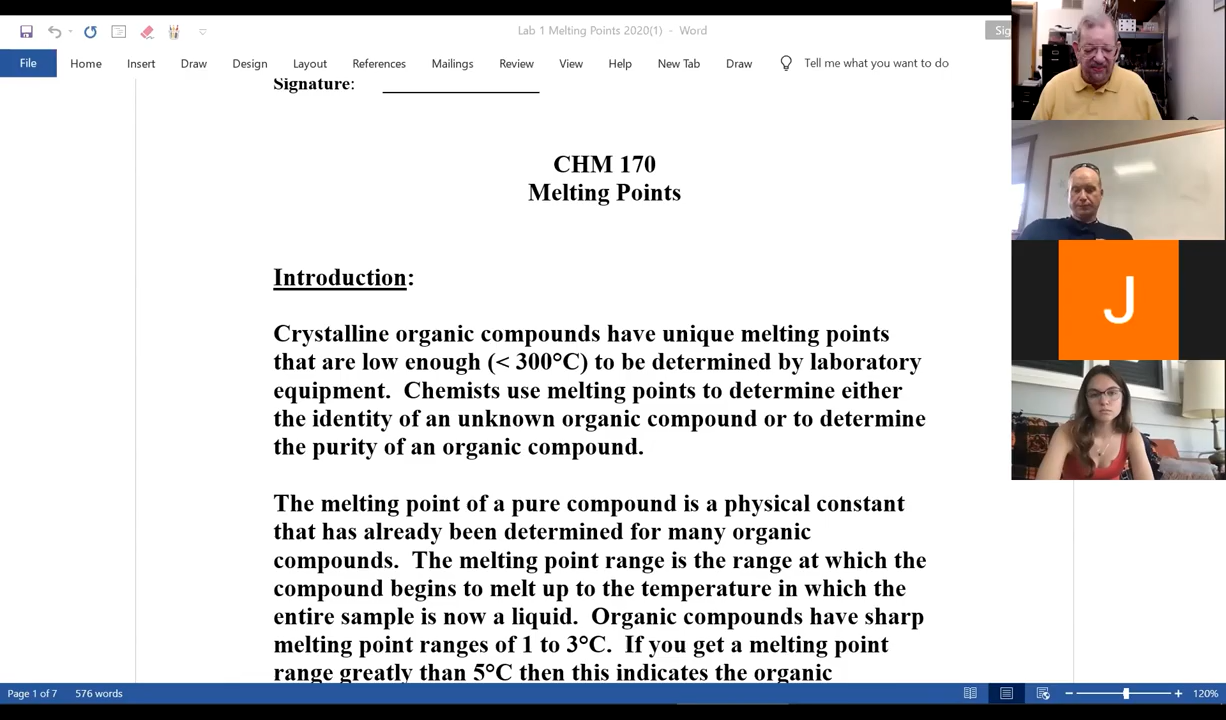 Lab 1 Melting Points 2020(1) - Word
Sig
File Home Insert Draw Design Layout References Mailings Review View Help New Tab Draw Tell me what you want to do
Signature:
CHM 170
Melting Points
Introduction:
Crystalline organic compounds have unique melting points
that are low enough (< 300°C) to be determined by laboratory
equipment. Chemists use melting points to determine either
the identity of an unknown organic compound or to determine
the purity of an organic compound.
The melting point of a pure compound is a physical constant
that has already been determined for many organic
compounds. The melting point range is the range at which the
compound begins to melt up to the temperature in which the
entire sample is now a liquid. Organic compounds have sharp
melting point ranges of 1 to 3°C. If you get a melting point
range greatly than 5°C then this indicates the organic
J
Page 1 of 7 576 words
120%